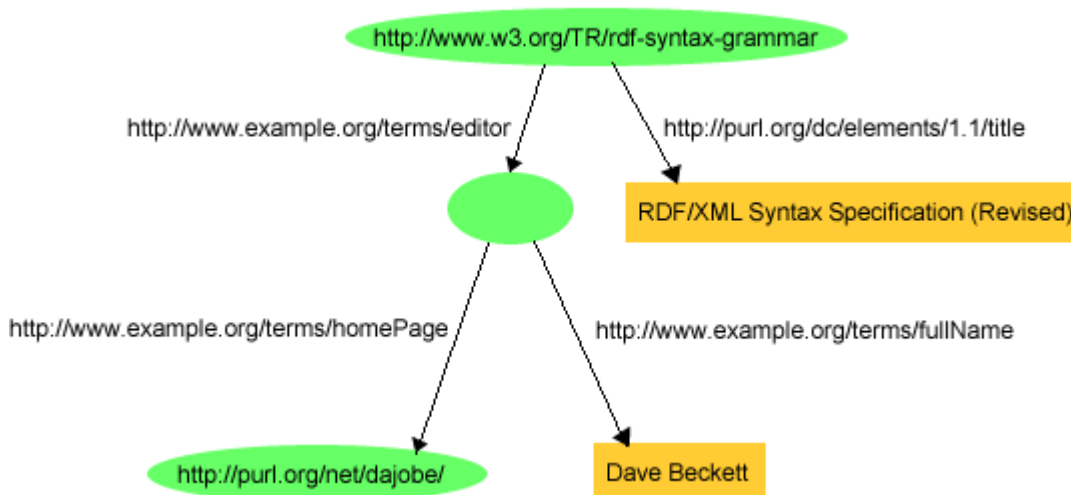 http://www.w3.org/TR/rdf-syntax-grammar
http://www.example.org/terms/editor
http://purl.org/dc/elements/1.1/title
RDF/XML Syntax Specification (Revised)
http://www.example.org/terms/homePage
http://www.example.org/terms/fullName
http://purl.org/net/dajobe/
Dave Beckett